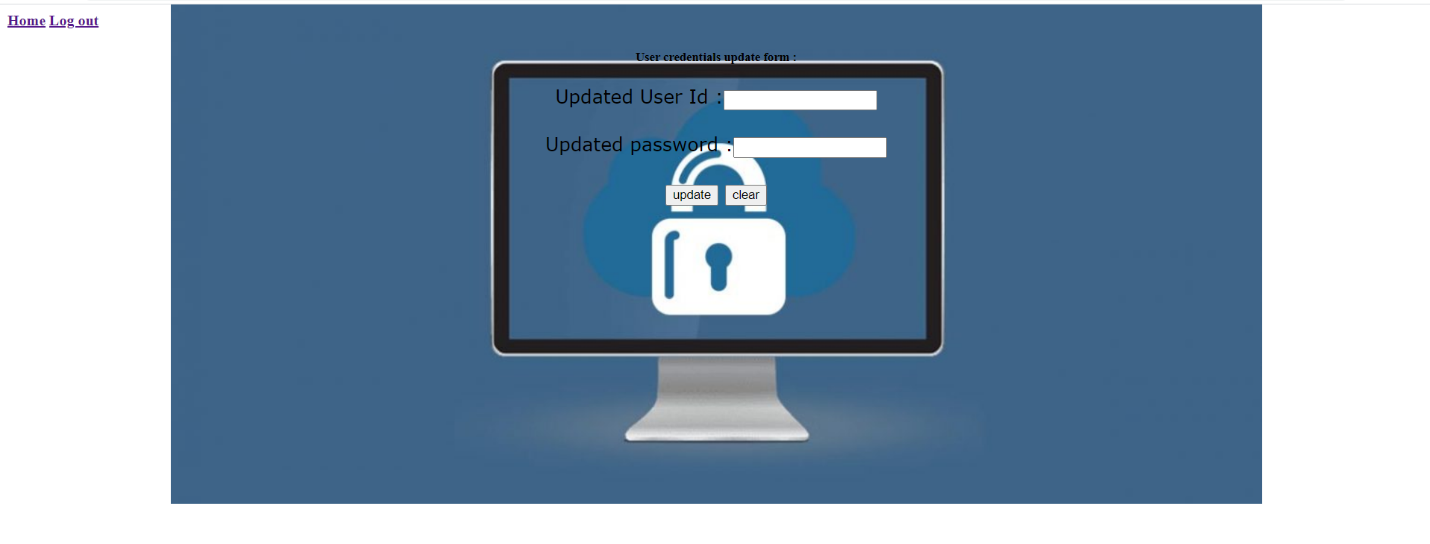 Home Log out
User credentials update form :
Updated User Id :
Updated password :
update clear